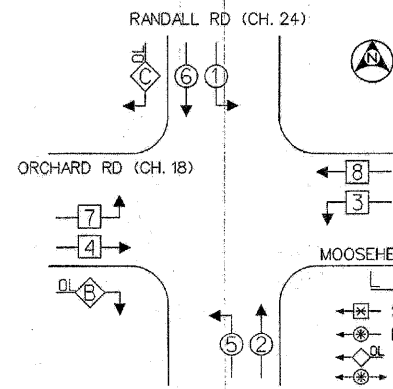 RANDALL RD (CH. 24)
OL
C
6
1
N
ORCHARD RD (CH. 18)
8
7
3
4
MOOSEHE
OL
B
5
2
OL